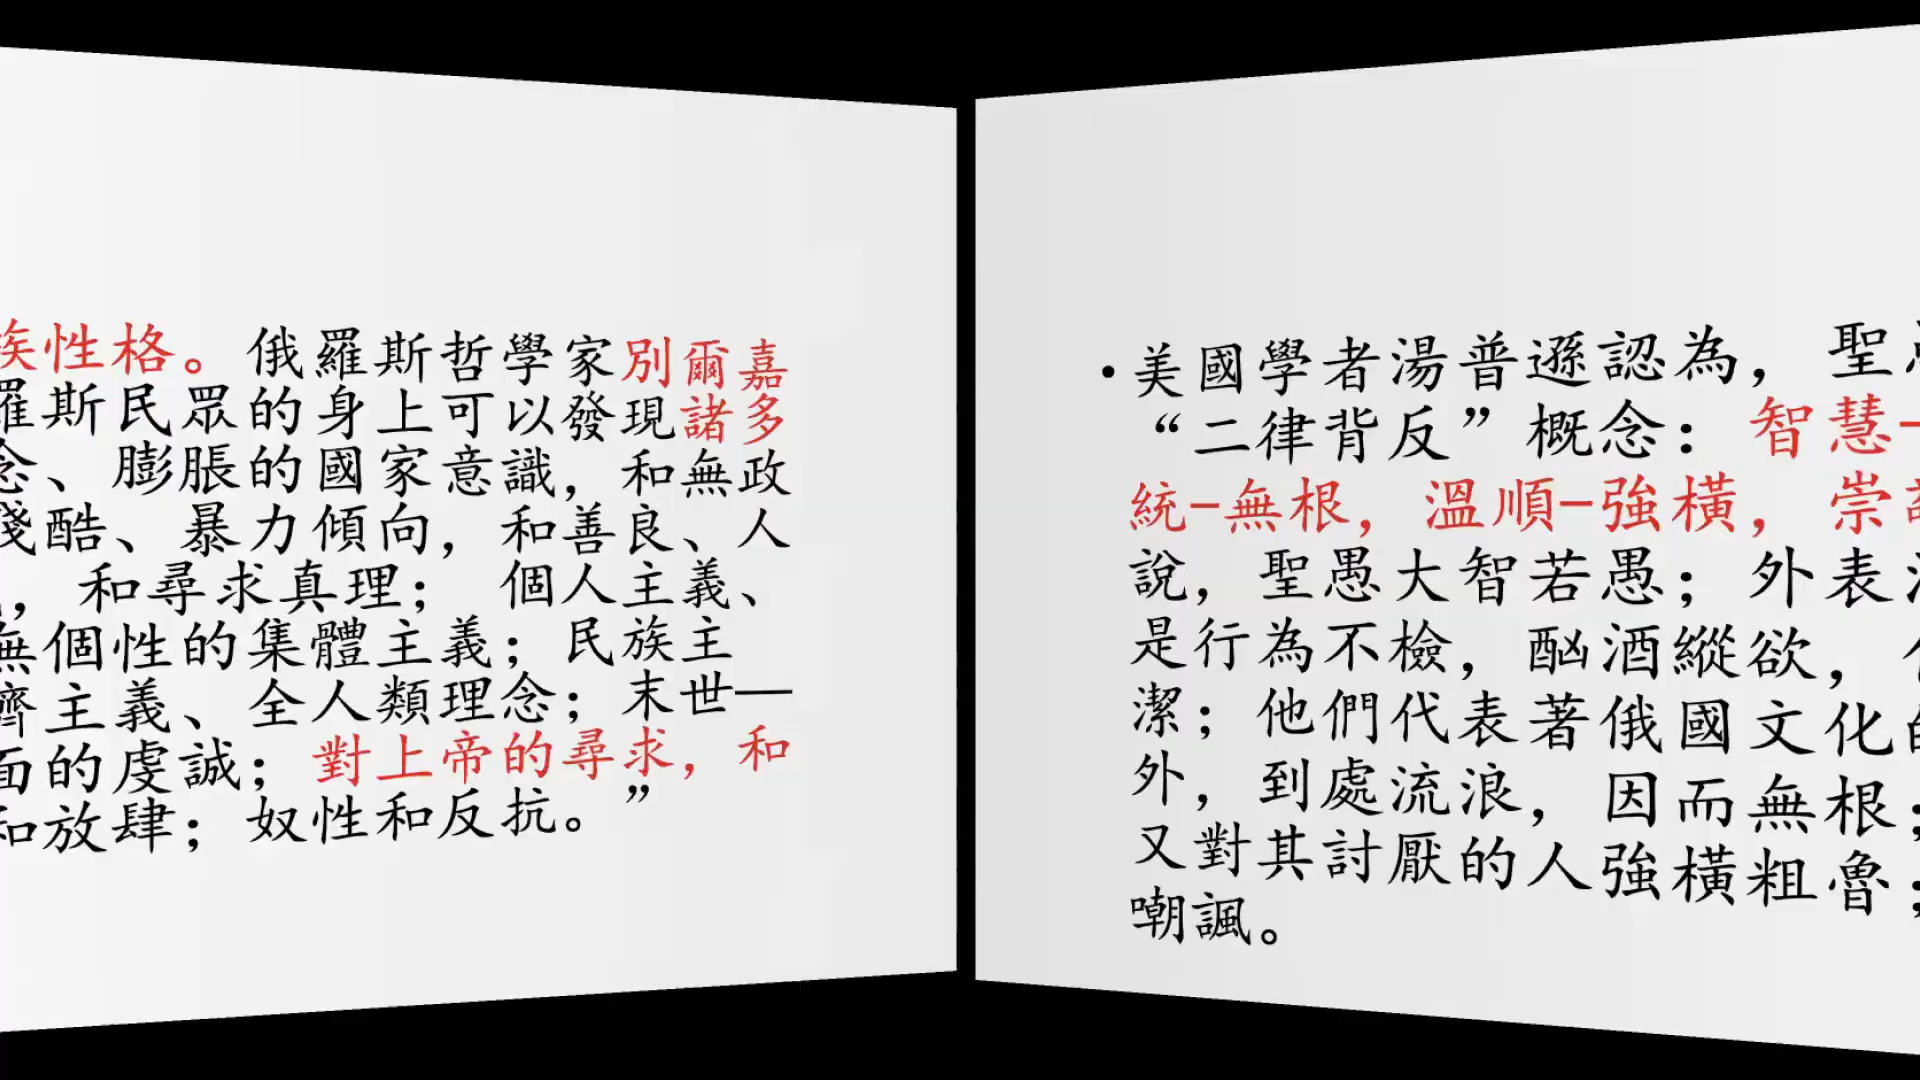 族性格。俄羅斯哲學家別爾嘉
羅斯民眾的身上可以發現諸多
念、膨脹的國家意識，和無政
殘酷、暴力傾向，和善良、人
，和尋求真理； 個人主義、
無個性的集體主義；民族主
濟主義、全人類理念；末世—
面的虔誠；對上帝的尋求，和
和放肆；奴性和反抗。”
•美國學者湯普遜認為，聖愚
“二律背反”概念：智慧-
統-無根，溫順-強橫，崇
說，聖愚大智若愚；外表
是行為不檢，酗酒縱欲，
潔；他們代表著俄國文化的
外，到處流浪，因而無根；
又對其討厭的人強橫粗魯；
嘲諷。